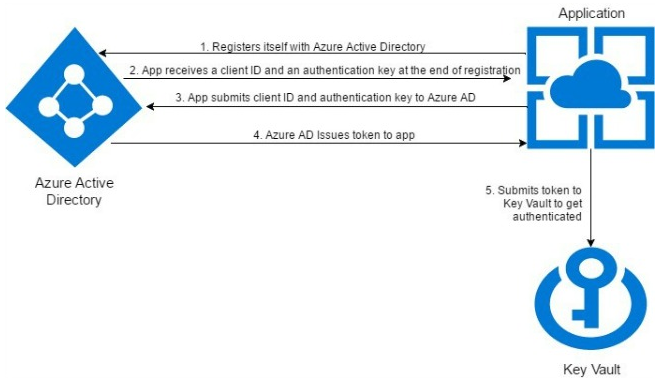 Application
1. Registers itself with Azure Active Directory
2. App receives a client ID and an authentication key at the end of registration
3. App submits client ID and authentication key to Azure AD
4. Azure AD Issues token to app
Azure Active
Directory
5. Submits token to
Key Vault to get
authenticated
Key Vault